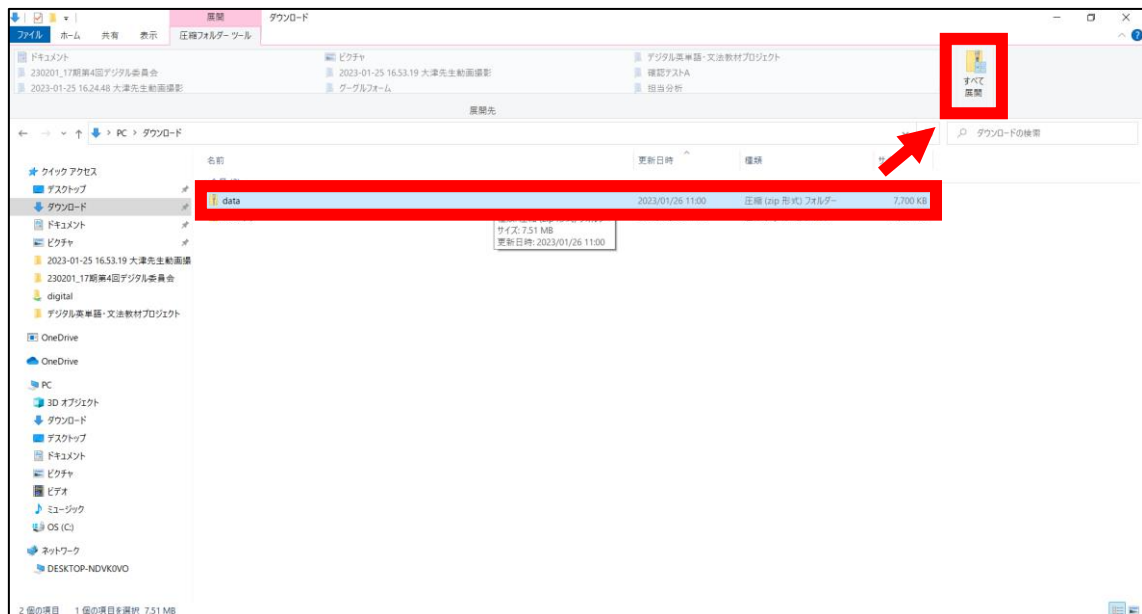 展開
ダウンロード
ファイル
ホーム
共有
表示
圧縮フォルダー ツール
ドキュメント
ピクチャ
デジタル英単語・文法教材プロジェクト
230201_17期第4回デジタル委員会
2023-01-25 16.53.19 大津先生動画撮影
確認テストA
2023-01-25 16.24.48 大津先生動画撮影
グーグルフォーム
担当分析
すべて
展開
展開先
PC > ダウンロード
ダウンロードの検索
名前
更新日時
種類
クイック アクセス
デスクトップ
ダウンロード
ドキュメント
ピクチャ
2023-01-25 16.53.19 大津先生動画撮
230201_17期第4回デジタル委員会
digital
デジタル英単語・文法教材プロジェクト
OneDrive
OneDrive
PC
3D オブジェクト
ダウンロード
デスクトップ
ドキュメント
ピクチャ
ビデオ
ミュージック
OS (C:)
ネットワーク
DESKTOP-NDVK0VO
data
2023/01/26 11:00
圧縮 (zip 形式) フォルダー
7,700 KB
サイズ: 7.51 MB
更新日時: 2023/01/26 11:00
2 個の項目
1 個の項目を選択 7.51 MB